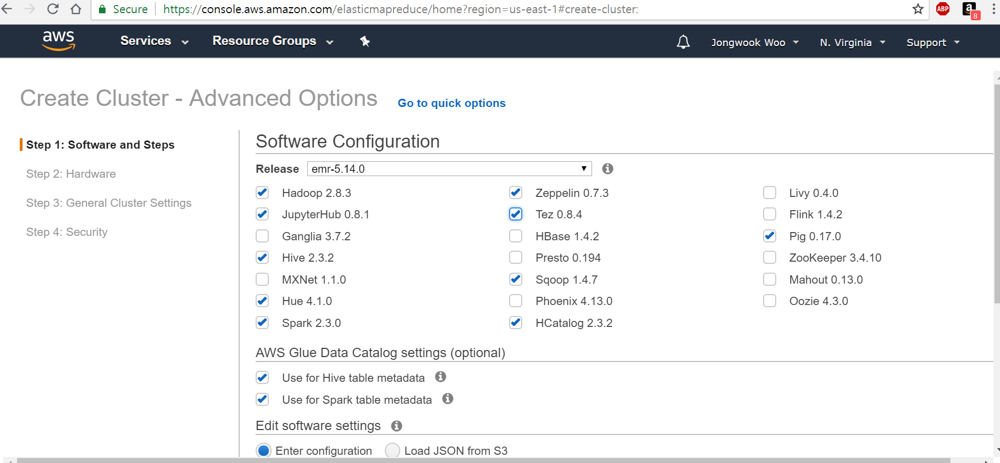 Secure https://console.aws.amazon.com/elasticmapreduce/home?region=us-east-1#create-cluster: ABP a 8
aws Services Resource Groups Jongwook Woo N. Virginia Support
Create Cluster - Advanced Options Go to quick options
Step 1: Software and Steps
Step 2: Hardware
Step 3: General Cluster Settings
Step 4: Security
Software Configuration
Release emr-5.14.0
Hadoop 2.8.3 Zeppelin 0.7.3 Livy 0.4.0
JupyterHub 0.8.1 Tez 0.8.4 Flink 1.4.2
Ganglia 3.7.2 HBase 1.4.2 Pig 0.17.0
Hive 2.3.2 Presto 0.194 ZooKeeper 3.4.10
MXNet 1.1.0 Sqoop 1.4.7 Mahout 0.13.0
Hue 4.1.0 Phoenix 4.13.0 Oozie 4.3.0
Spark 2.3.0 HCatalog 2.3.2
AWS Glue Data Catalog settings (optional)
Use for Hive table metadata
Use for Spark table metadata
Edit software settings
Enter configuration Load JSON from S3